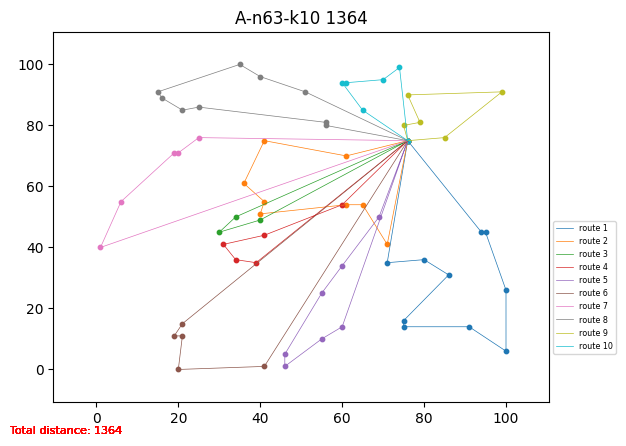 A-n63-k10 1364
100
80
60
40
20
0
0 20 40 60 80 100
route 1
route 2
route 3
route 4
route 5
route 6
route 7
route 8
route 9
route 10
Total distance: 1364